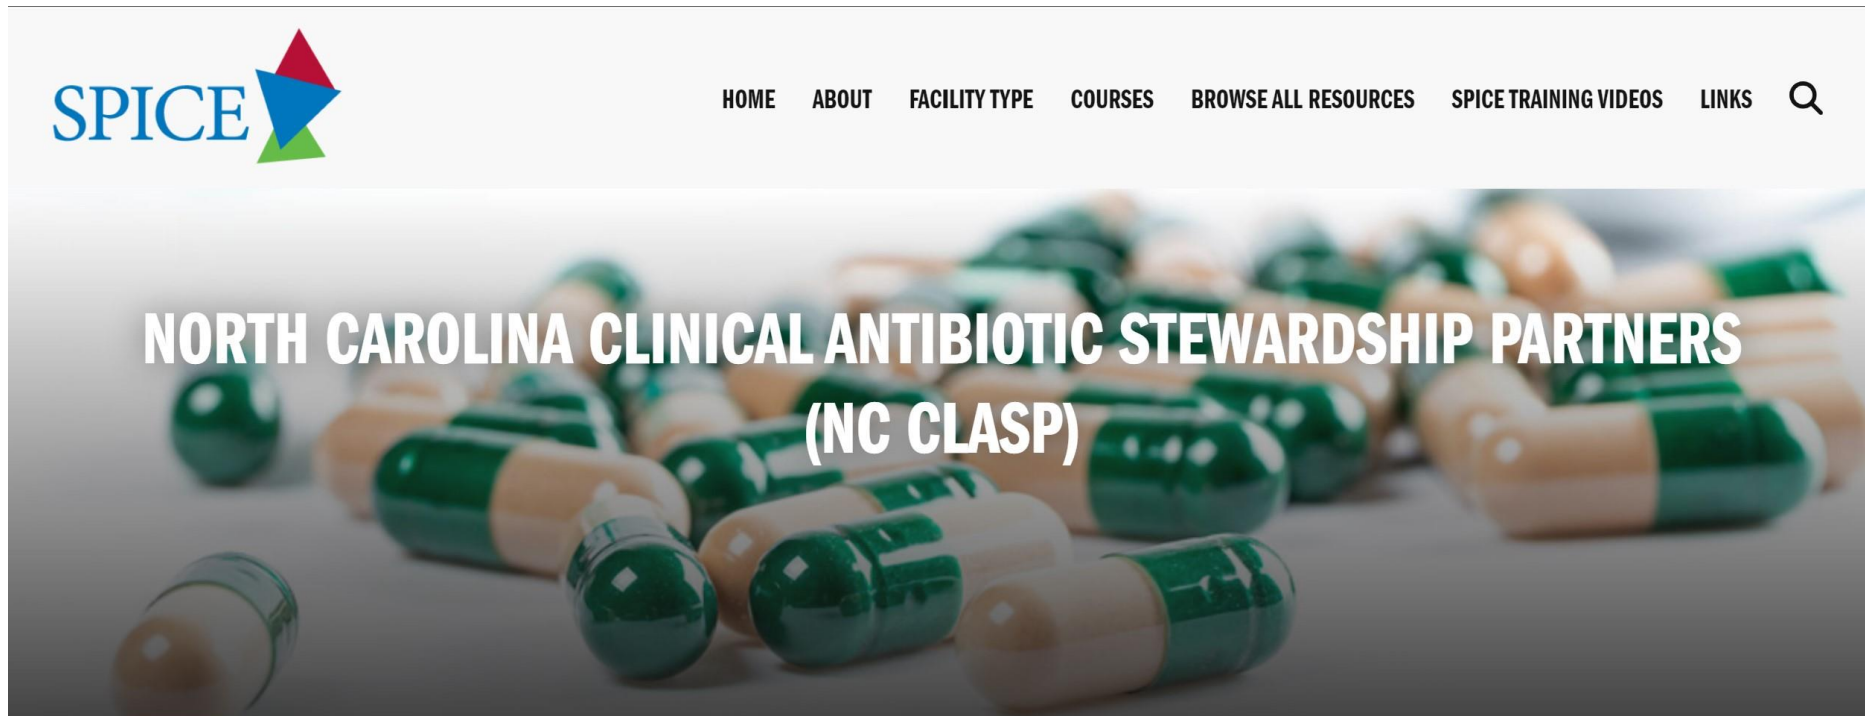 SPICE
HOME ABOUT FACILITY TYPE COURSES BROWSE ALL RESOURCES SPICE TRAINING VIDEOS LINKS
NORTH CAROLINA CLINICAL ANTIBIOTIC STEWARDSHIP PARTNERS
(NC CLASP)